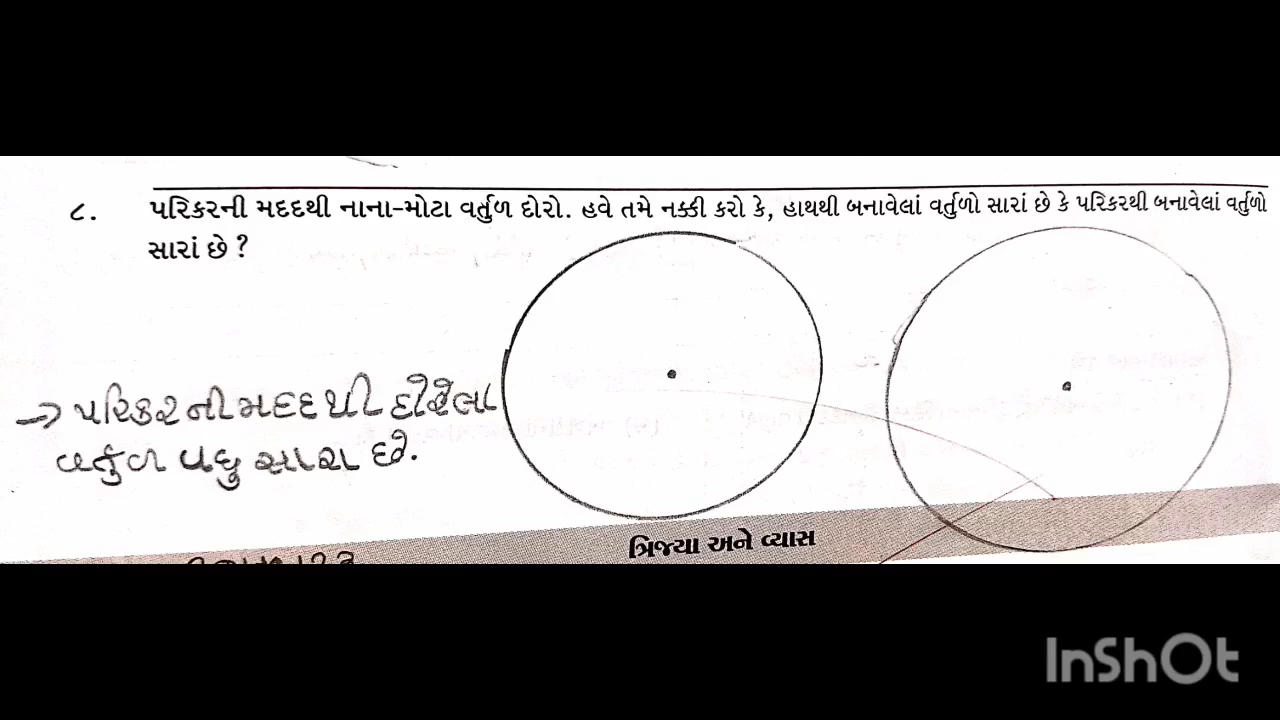 ૮. પરિકરની મદદથી નાના-મોટા વર્તુળ દોરો. હવે તમે નક્કી કરો કે, હાથથી બનાવેલાં વર્તુળો સારાં છે કે પરિકરથી બનાવેલાં વર્તુળો
સારાં છે ?
→ પરિકરની મદદથી દોરેલા
વર્તુળ વધુ સારા છે.
ત્રિજ્યા અને વ્યાસ
InShOt